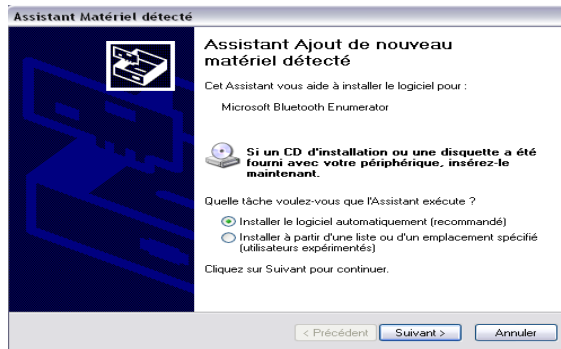 Assistant Matériel détecté
Assistant Ajout de nouveau
matériel détecté
Cet Assistant vous aide à installer le logiciel pour :
Microsoft Bluetooth Enumerator
Si un CD d'installation ou une disquette a été
fourni avec votre périphérique, insérez-le
maintenant.
Quelle tâche voulez-vous que l'Assistant exécute ?
Installer le logiciel automatiquement (recommandé)
Installer à partir d'une liste ou d'un emplacement spécifié
(utilisateurs expérimentés)
Cliquez sur Suivant pour continuer.
< Précédent Suivant > Annuler